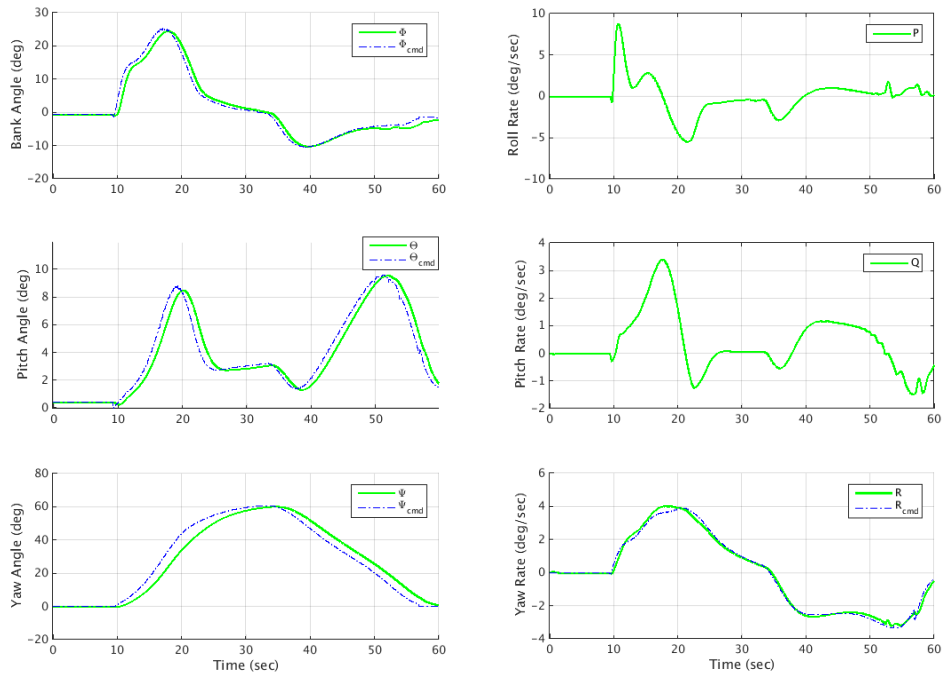 Bank Angle (deg)
30
20
10
0
−10
−20
0 10 20 30 40 50 60
Φ
Φcmd
Roll Rate (deg/sec)
10
5
0
−5
−10
0 10 20 30 40 50 60
P
Pitch Angle (deg)
10
8
6
4
2
0
0 10 20 30 40 50 60
Θ
Θcmd
Pitch Rate (deg/sec)
4
3
2
1
0
−1
−2
0 10 20 30 40 50 60
Q
Yaw Angle (deg)
80
60
40
20
0
−20
0 10 20 30 40 50 60
Time (sec)
Ψ
Ψcmd
Yaw Rate (deg/sec)
6
4
2
0
−2
−4
0 10 20 30 40 50 60
Time (sec)
R
Rcmd